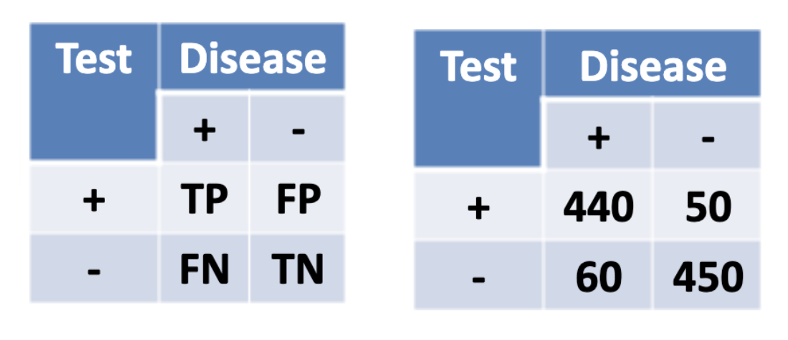 Test Disease
+ -
+ TP FP
- FN TN
Test Disease
+ -
+ 440 50
- 60 450